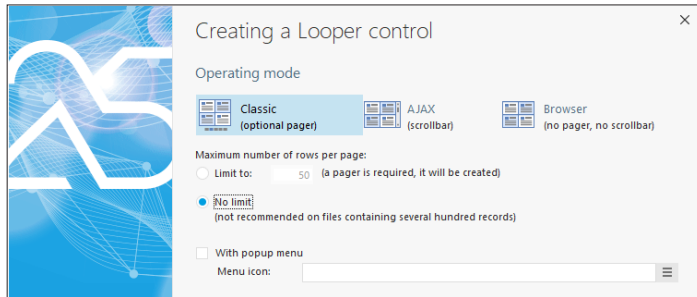 Creating a Looper control
Operating mode
Classic AJAX Browser
(optional pager) (scrollbar) (no pager, no scrollbar)
Maximum number of rows per page:
Limit to: 50 (a pager is required, it will be created)
No limit
(not recommended on files containing several hundred records)
With popup menu
Menu icon: